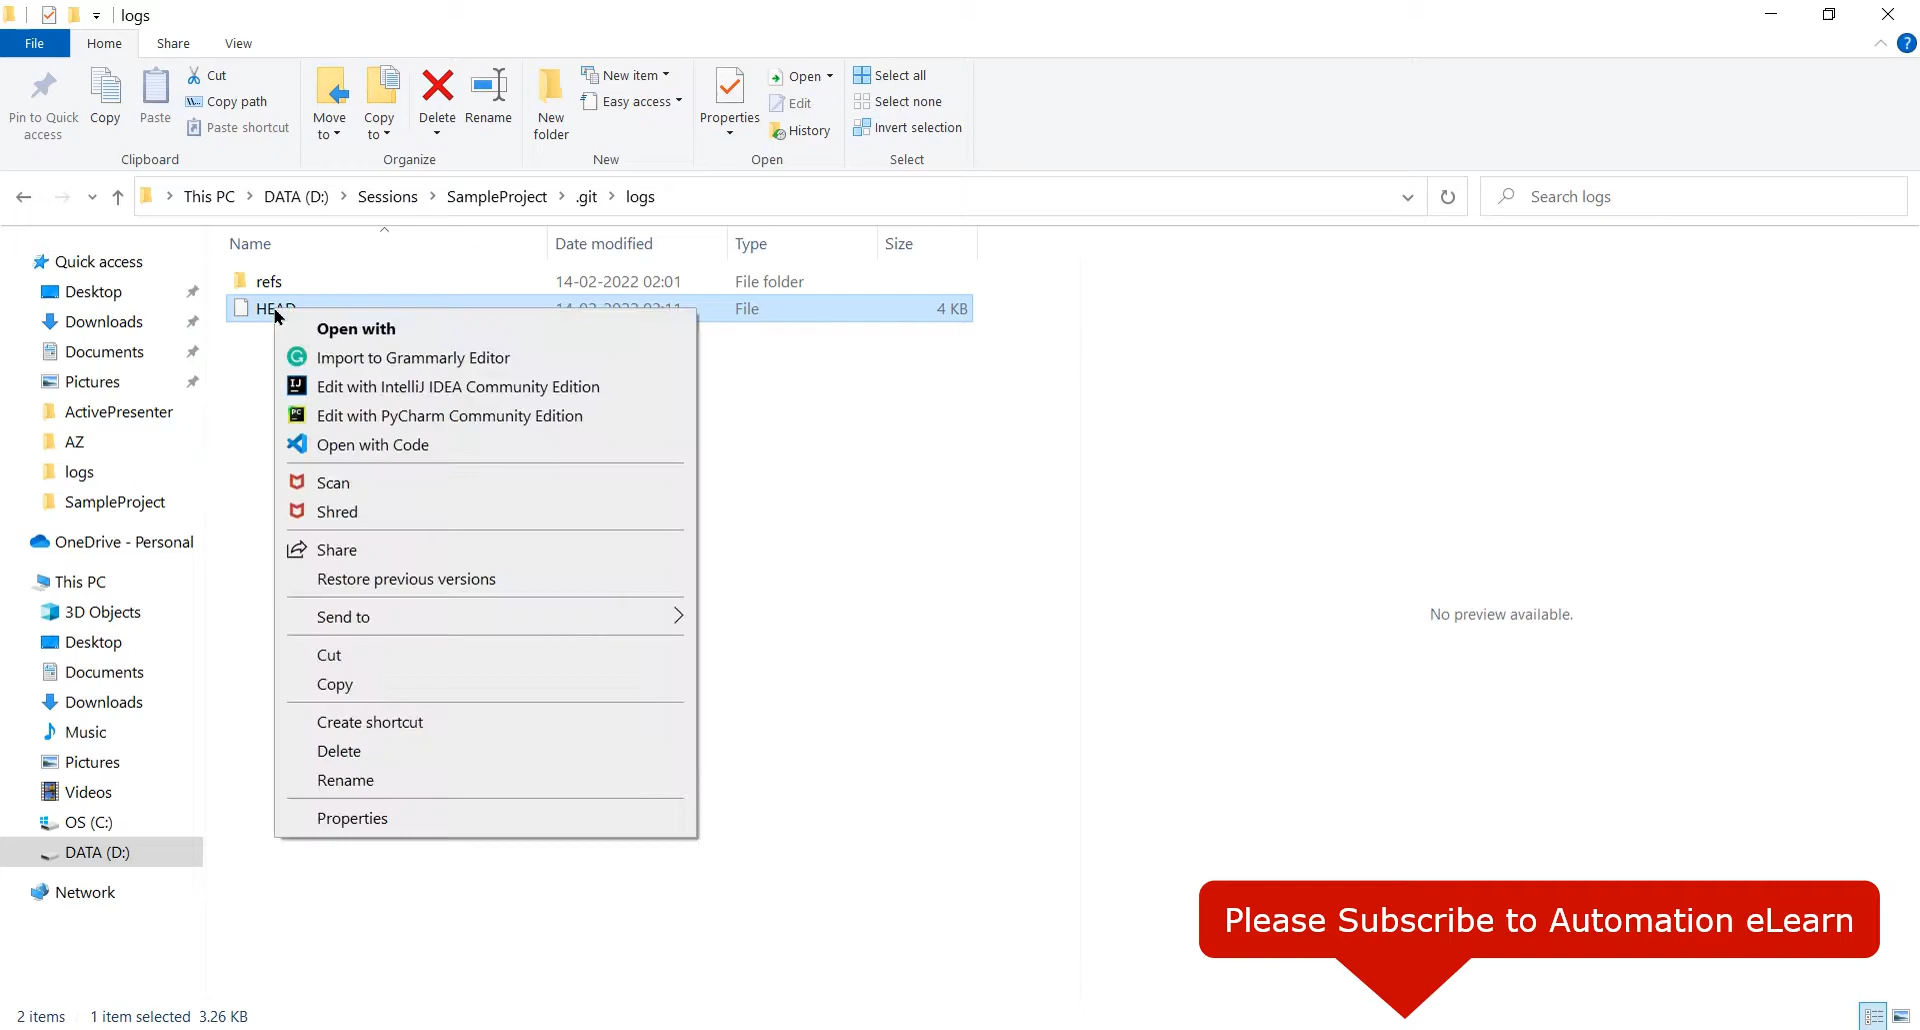 logs
File
Home
Share
View
Pin to Quick access
Copy
Paste
Cut
Copy path
Paste shortcut
Clipboard
Move to
Copy to
Delete
Rename
Organize
New folder
New item
Easy access
New
Properties
Open
Edit
History
Open
Select all
Select none
Invert selection
Select
This PC > DATA (D:) > Sessions > SampleProject > .git > logs
Search logs
Name
Date modified
Type
Size
refs
14-02-2022 02:01
File folder
HEAD
14-02-2022 02:11
File
4 KB
Quick access
Desktop
Downloads
Documents
Pictures
ActivePresenter
AZ
logs
SampleProject
OneDrive - Personal
This PC
3D Objects
Desktop
Documents
Downloads
Music
Pictures
Videos
OS (C:)
DATA (D:)
Network
Open with
Import to Grammarly Editor
Edit with IntelliJ IDEA Community Edition
Edit with PyCharm Community Edition
Open with Code
Scan
Shred
Share
Restore previous versions
Send to
Cut
Copy
Create shortcut
Delete
Rename
Properties
No preview available.
Please Subscribe to Automation eLearn
2 items
1 item selected 3.26 KB